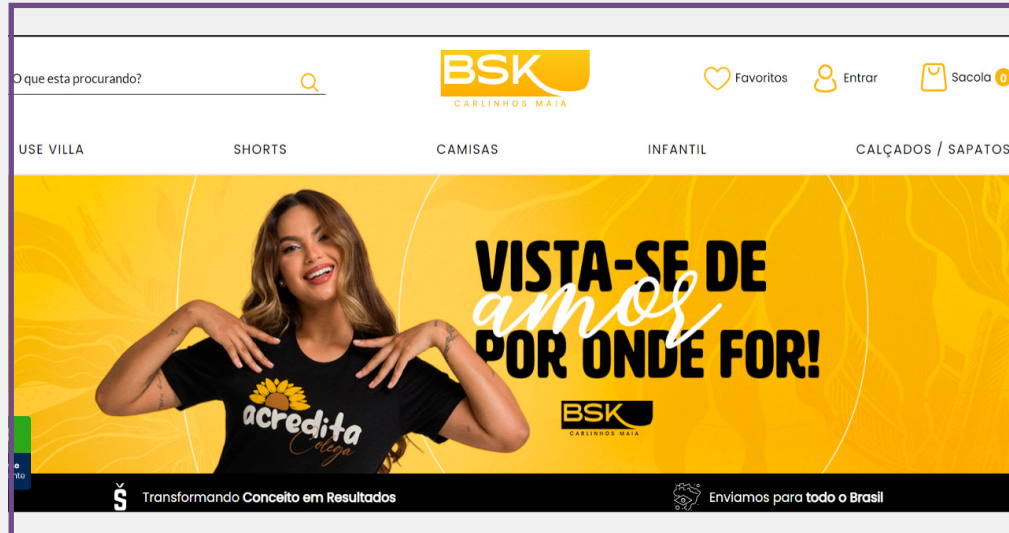 O que esta procurando?
BSK
CARLINHOS MAIA
Favoritos
Entrar
Sacola 0
USE VILLA
SHORTS
CAMISAS
INFANTIL
CALÇADOS / SAPATOS
VISTA-SE DE
amor
POR ONDE FOR!
BSK
CARLINHOS MAIA
acredita
Colega
Š Transformando Conceito em Resultados
Enviamos para todo o Brasil